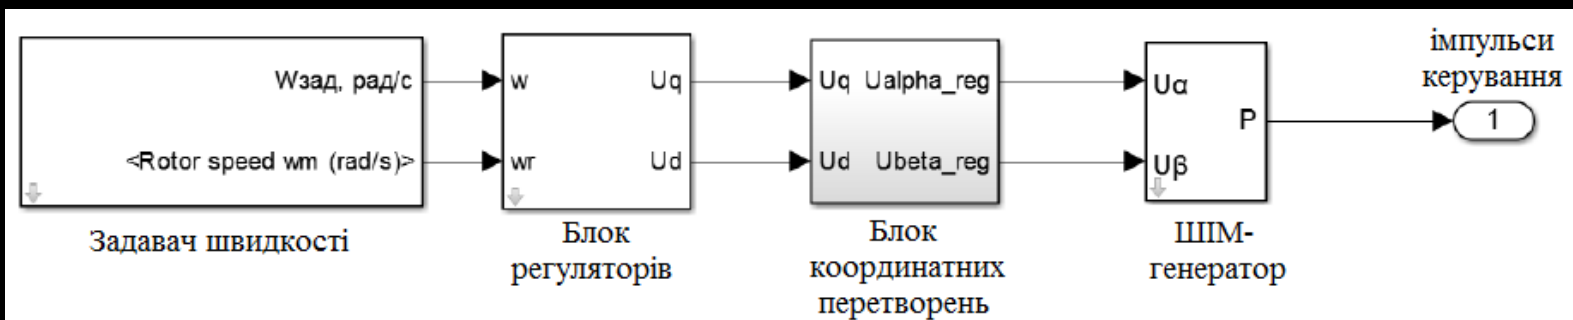 Wзад, рад/с
<Rotor speed wm (rad/s)>
Задавач швидкості
w
Uq
wr
Ud
Блок
регуляторів
Uq
Ualpha_reg
Ud
Ubeta_reg
Блок
координатних
перетворень
Uα
P
Uβ
ШІМ-
генератор
імпульси
керування
1